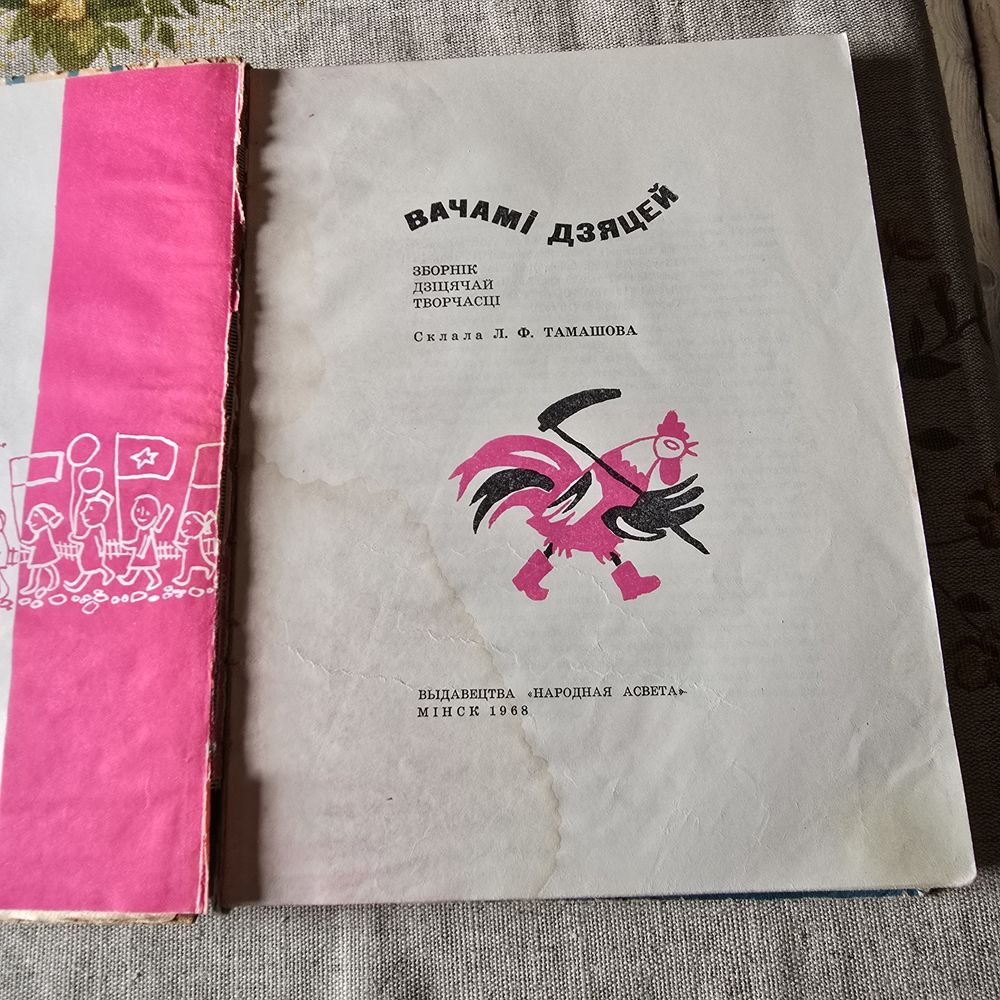 ВАЧАМІ ДЗЯЦЕЙ
ЗБОРНІК
ДЗІЦЯЧАЙ
ТВОРЧАСЦІ
Склала Л. Ф. ТАМАШОВА
ВЫДАВЕЦТВА «НАРОДНАЯ АСВЕТА»
МІНСК 1968